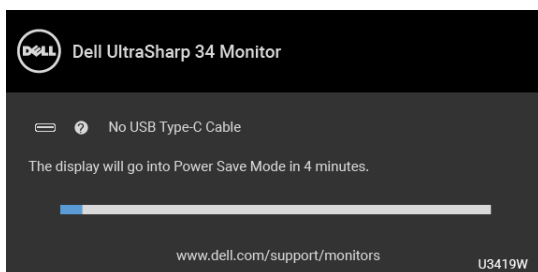 DELL Dell UltraSharp 34 Monitor
? No USB Type-C Cable
The display will go into Power Save Mode in 4 minutes.
www.dell.com/support/monitors
U3419W